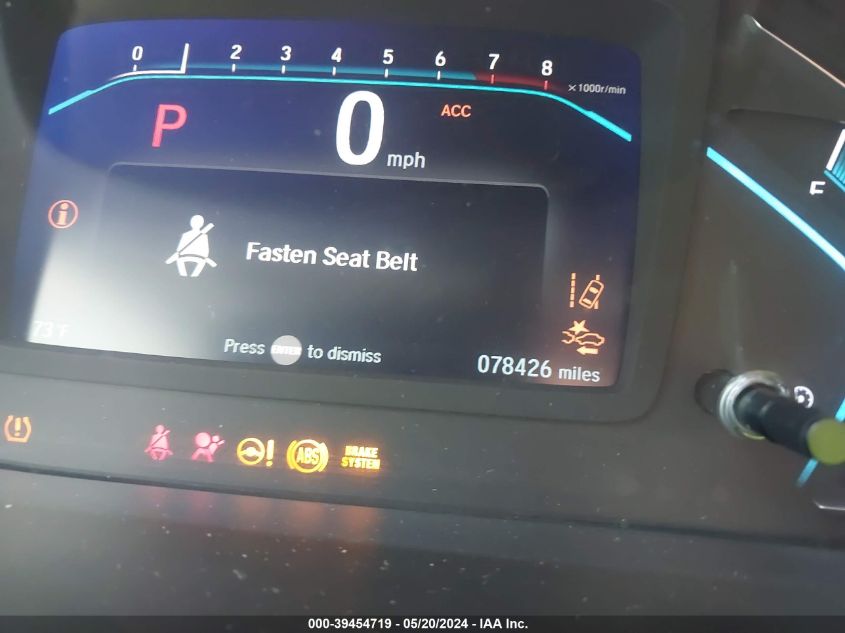 0 2 3 4 5 6 7 8
×1000r/min
P 0 mph ACC
F
Fasten Seat Belt
73°F
Press ENTER to dismiss
078426 miles
ABS BRAKE
SYSTEM
000-39454719 - 05/20/2024 - IAA Inc.